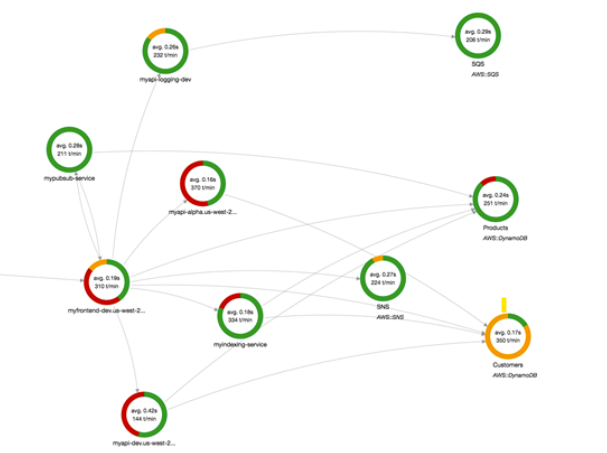 avg. 0.26s
232 t/min
myapi-logging-dev
avg. 0.29s
206 t/min
SQS
AWS::SQS
avg. 0.28s
211 t/min
mypubsub-service
avg. 0.16s
370 t/min
myapi-alpha.us-west-2...
avg. 0.24s
251 t/min
Products
AWS::DynamoDB
avg. 0.19s
310 t/min
myfrontend-dev.us-west-2...
avg. 0.27s
224 t/min
SNS
AWS::SNS
avg. 0.18s
334 t/min
myindexing-service
avg. 0.17s
350 t/min
Customers
AWS::DynamoDB
avg. 0.42s
144 t/min
myapi-dev.us-west-2...